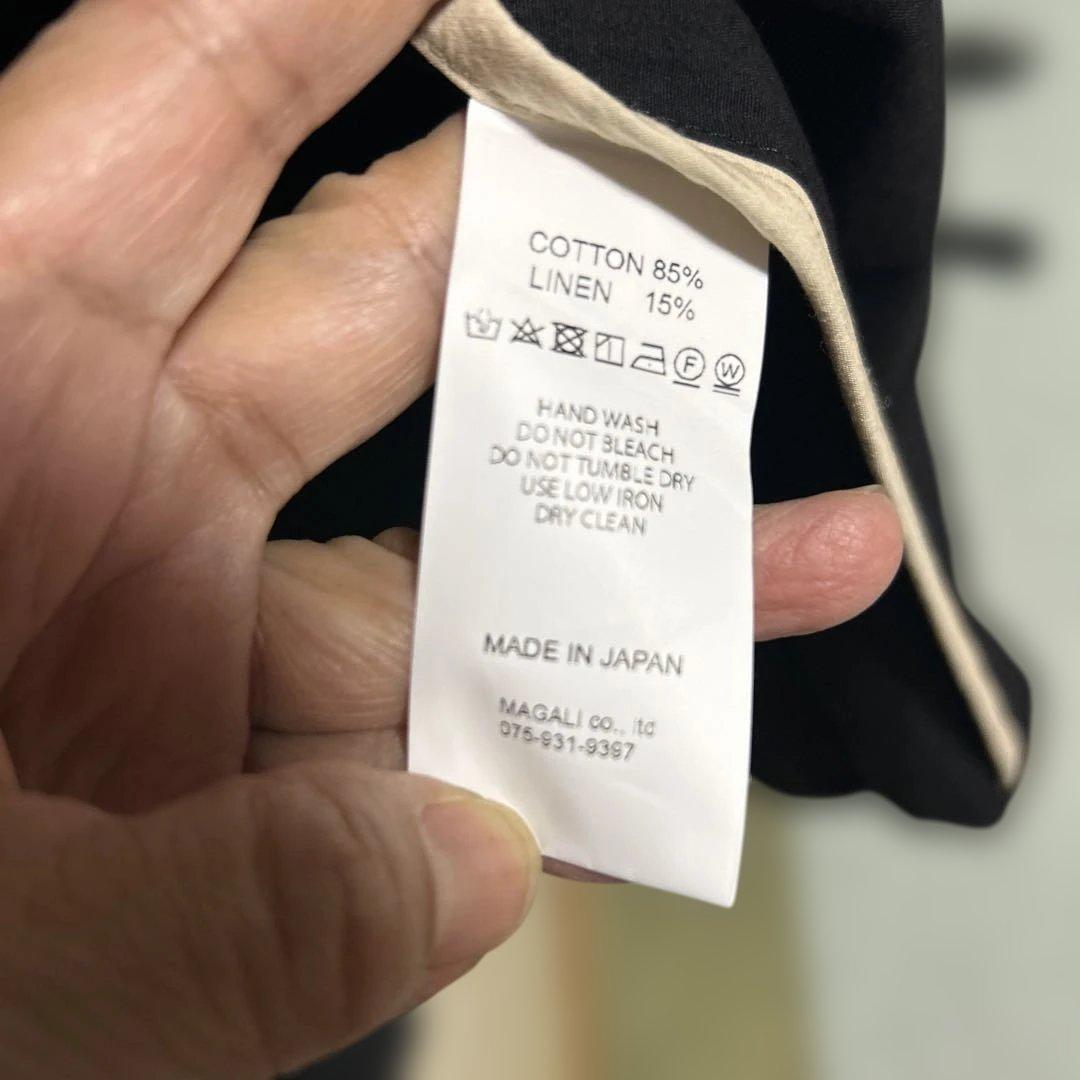 COTTON 85%
LINEN 15%
F W
HAND WASH
DO NOT BLEACH
DO NOT TUMBLE DRY
USE LOW IRON
DRY CLEAN
MADE IN JAPAN
MAGALI co., ltd
075-931-9397